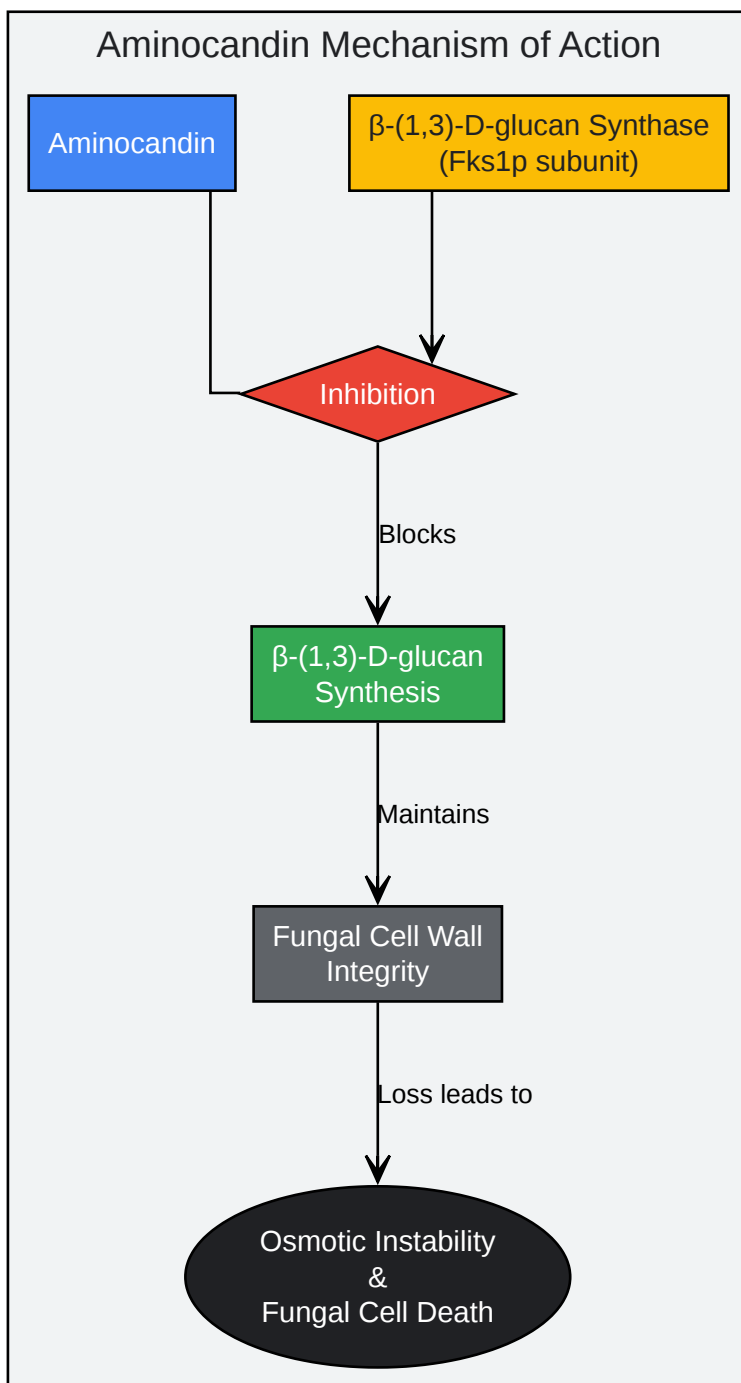 Aminocandin Mechanism of Action
Aminocandin
β-(1,3)-D-glucan Synthase
(Fks1p subunit)
Inhibition
Blocks
β-(1,3)-D-glucan
Synthesis
Maintains
Fungal Cell Wall
Integrity
Loss leads to
Osmotic Instability
&
Fungal Cell Death